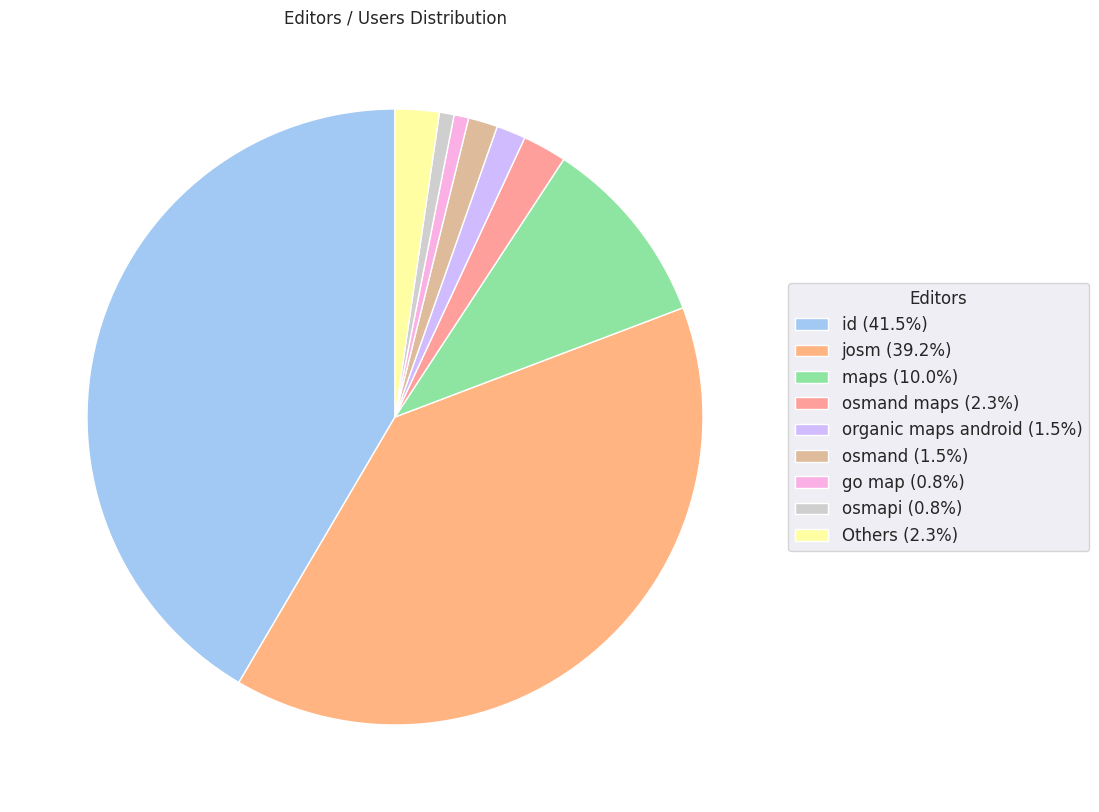 Editors / Users Distribution
Editors
id (41.5%)
josm (39.2%)
maps (10.0%)
osmand maps (2.3%)
organic maps android (1.5%)
osmand (1.5%)
go map (0.8%)
osmapi (0.8%)
Others (2.3%)